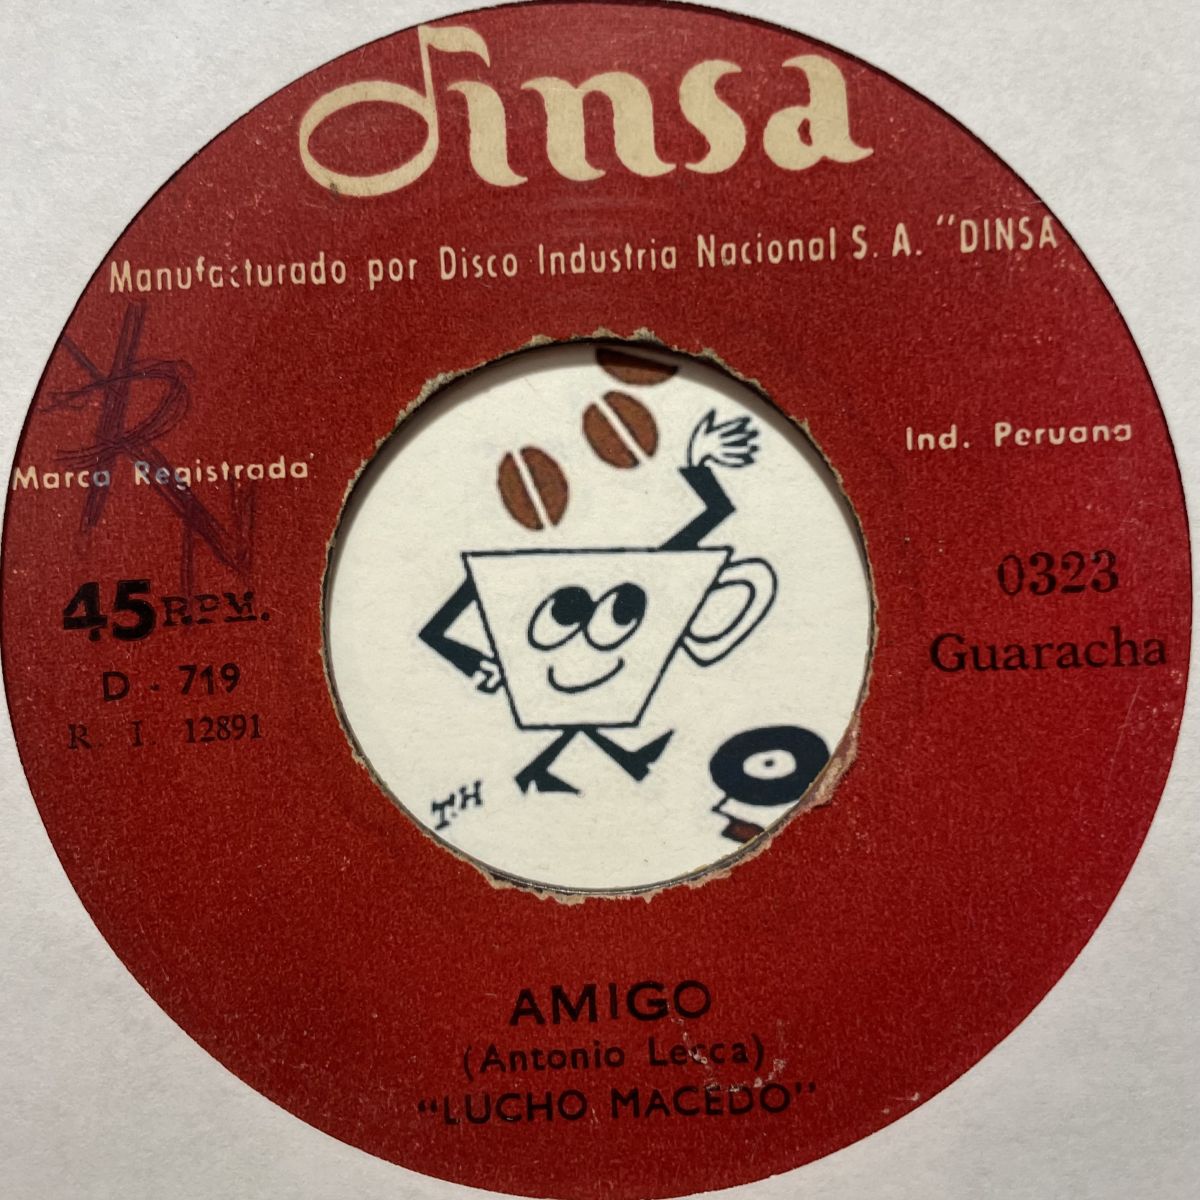 dinsa
Manufacturado por Disco Industria Nacional S. A. "DINSA
Marca Registrada
Ind. Peruana
45 RPM.
D - 719
R. I. 12891
0323
Guaracha
T.H
AMIGO
(Antonio Lecca)
"LUCHO MACEDO"